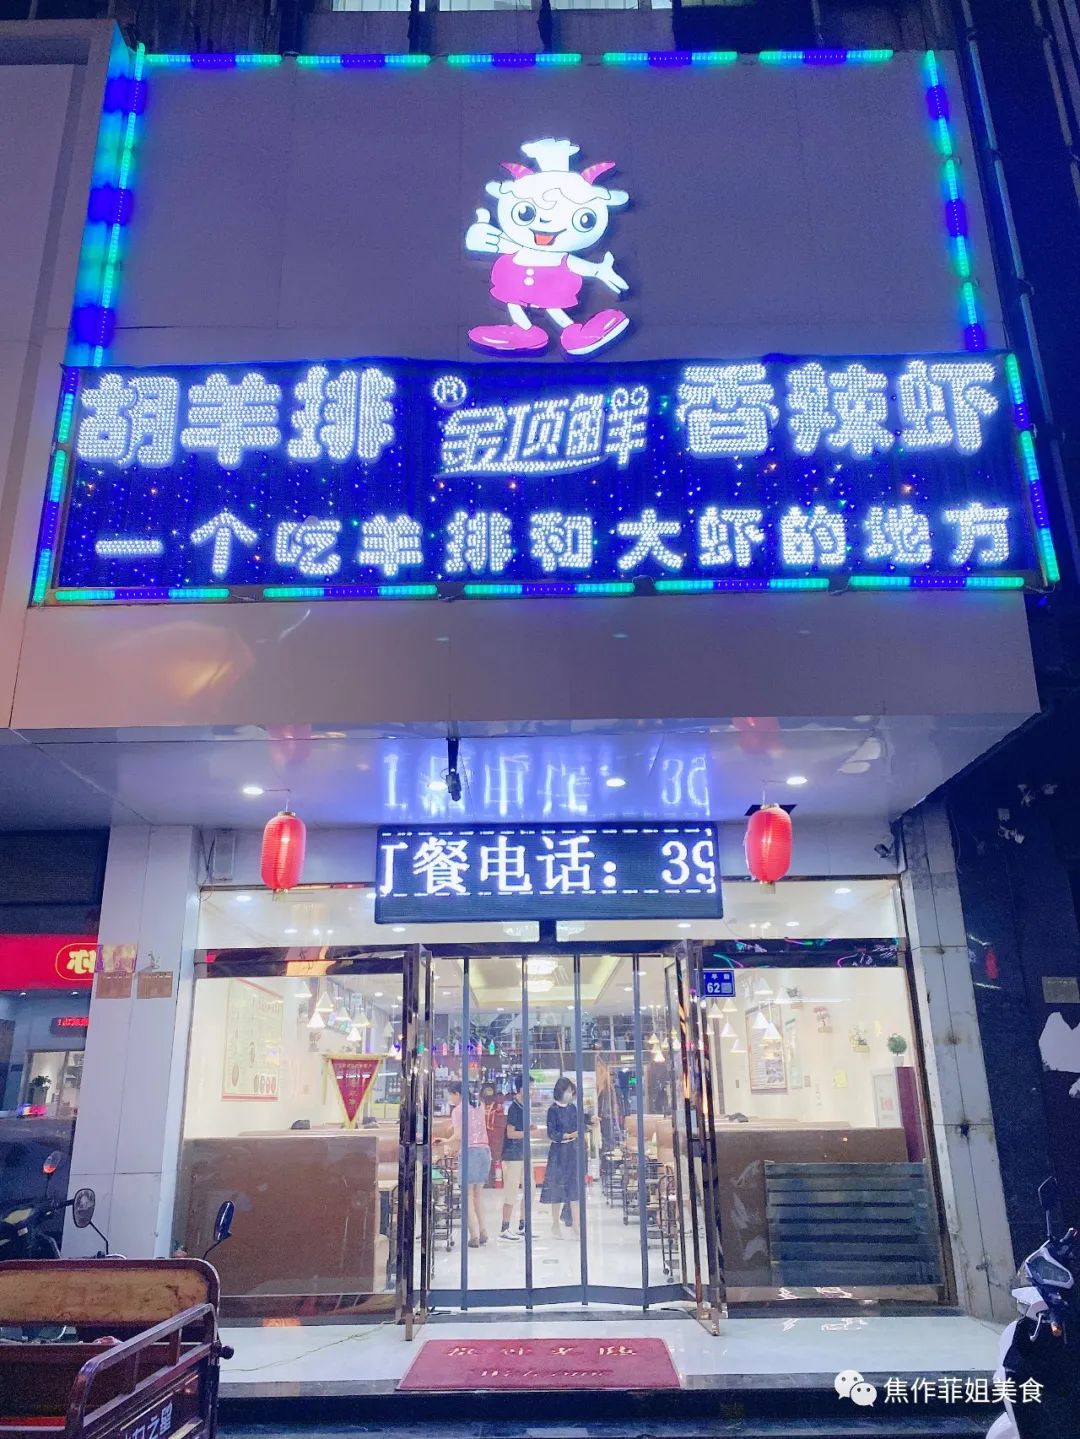 胡羊排 ® 金顶鲜 香辣虾
一个吃羊排和大虾的地方
订餐电话：39
62
焦作菲姐美食